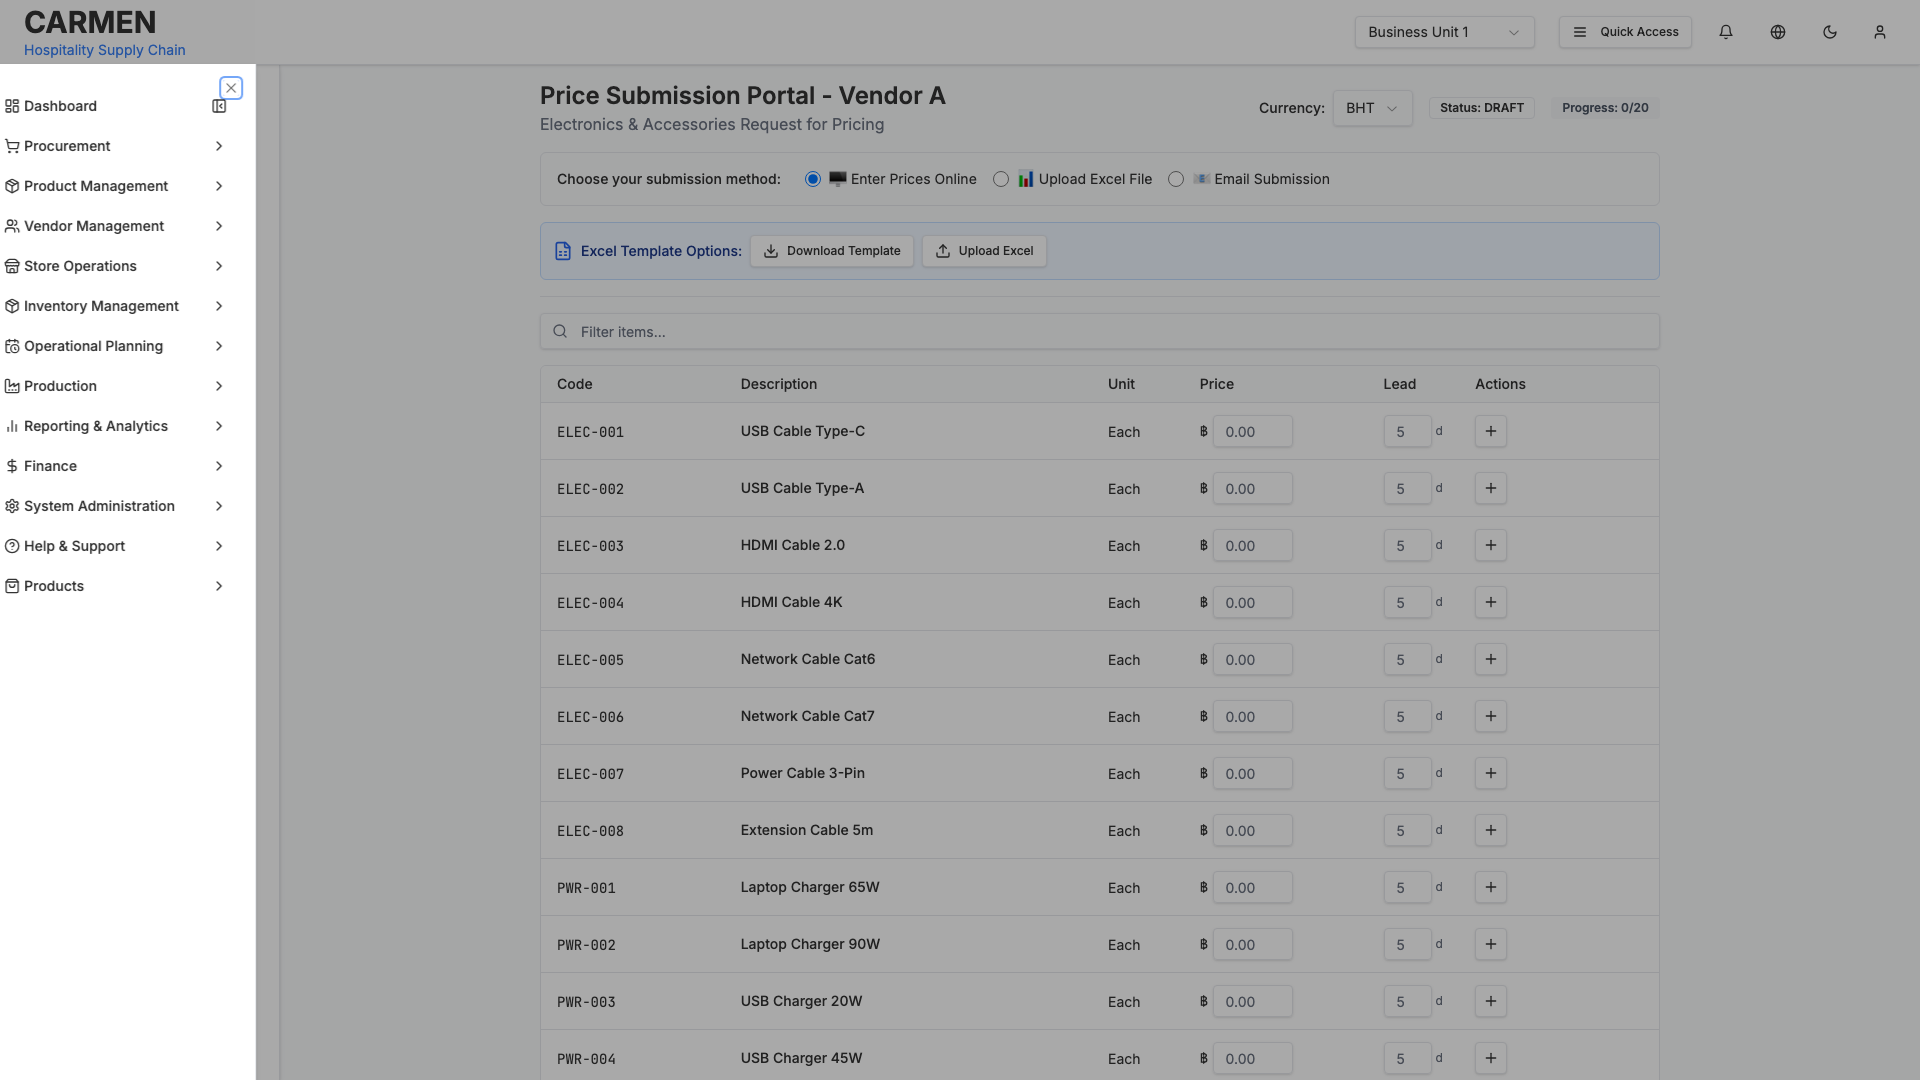 CARMEN
Hospitality Supply Chain
Business Unit 1
Quick Access
Dashboard
Procurement
Product Management
Vendor Management
Store Operations
Inventory Management
Operational Planning
Production
Reporting & Analytics
Finance
System Administration
Help & Support
Products
Price Submission Portal - Vendor A
Electronics & Accessories Request for Pricing
Currency: BHT Status: DRAFT Progress: 0/20
Choose your submission method: Enter Prices Online Upload Excel File Email Submission
Excel Template Options: Download Template Upload Excel
Filter items...
Code Description Unit Price Lead Actions
ELEC-001 USB Cable Type-C Each ฿ 0.00 5 d +
ELEC-002 USB Cable Type-A Each ฿ 0.00 5 d +
ELEC-003 HDMI Cable 2.0 Each ฿ 0.00 5 d +
ELEC-004 HDMI Cable 4K Each ฿ 0.00 5 d +
ELEC-005 Network Cable Cat6 Each ฿ 0.00 5 d +
ELEC-006 Network Cable Cat7 Each ฿ 0.00 5 d +
ELEC-007 Power Cable 3-Pin Each ฿ 0.00 5 d +
ELEC-008 Extension Cable 5m Each ฿ 0.00 5 d +
PWR-001 Laptop Charger 65W Each ฿ 0.00 5 d +
PWR-002 Laptop Charger 90W Each ฿ 0.00 5 d +
PWR-003 USB Charger 20W Each ฿ 0.00 5 d +
PWR-004 USB Charger 45W Each ฿ 0.00 5 d +